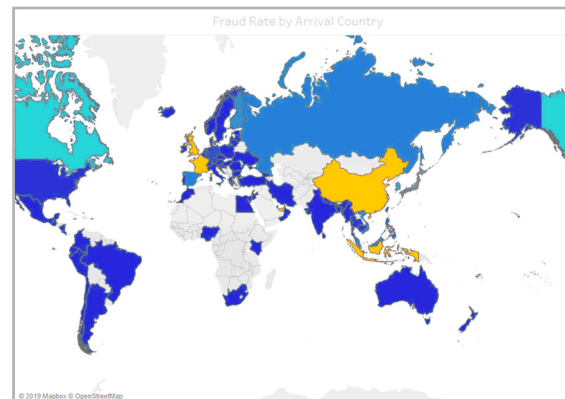 Fraud Rate by Arrival Country
© 2019 Mapbox © OpenStreetMap